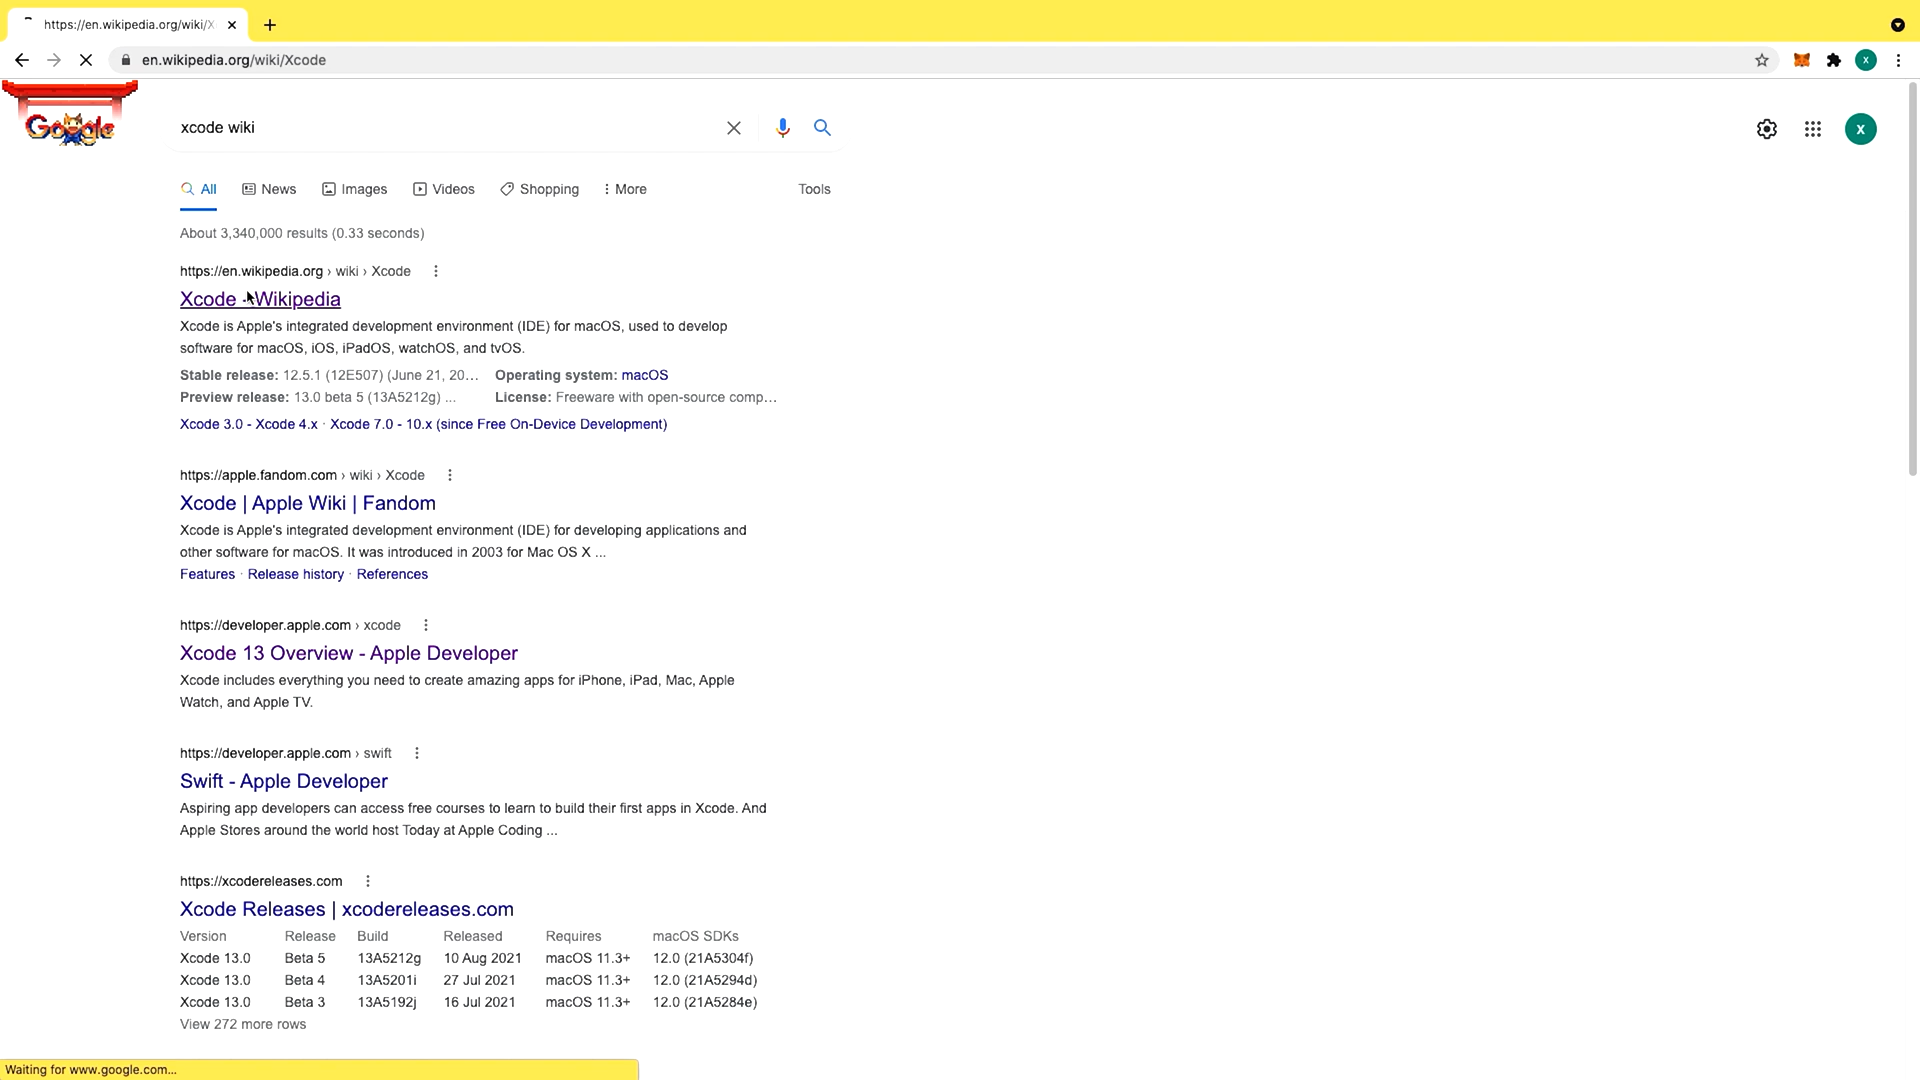 https://en.wikipedia.org/wiki/X
en.wikipedia.org/wiki/Xcode
X
Google
xcode wiki
X
All News Images Videos Shopping More Tools
About 3,340,000 results (0.33 seconds)
https://en.wikipedia.org › wiki › Xcode
Xcode - Wikipedia
Xcode is Apple's integrated development environment (IDE) for macOS, used to develop
software for macOS, iOS, iPadOS, watchOS, and tvOS.
Stable release: 12.5.1 (12E507) (June 21, 20... Operating system: macOS
Preview release: 13.0 beta 5 (13A5212g) ... License: Freeware with open-source comp...
Xcode 3.0 - Xcode 4.x · Xcode 7.0 - 10.x (since Free On-Device Development)
https://apple.fandom.com › wiki › Xcode
Xcode | Apple Wiki | Fandom
Xcode is Apple's integrated development environment (IDE) for developing applications and
other software for macOS. It was introduced in 2003 for Mac OS X ...
Features · Release history · References
https://developer.apple.com › xcode
Xcode 13 Overview - Apple Developer
Xcode includes everything you need to create amazing apps for iPhone, iPad, Mac, Apple
Watch, and Apple TV.
https://developer.apple.com › swift
Swift - Apple Developer
Aspiring app developers can access free courses to learn to build their first apps in Xcode. And
Apple Stores around the world host Today at Apple Coding ...
https://xcodereleases.com
Xcode Releases | xcodereleases.com
Version Release Build Released Requires macOS SDKs
Xcode 13.0 Beta 5 13A5212g 10 Aug 2021 macOS 11.3+ 12.0 (21A5304f)
Xcode 13.0 Beta 4 13A5201i 27 Jul 2021 macOS 11.3+ 12.0 (21A5294d)
Xcode 13.0 Beta 3 13A5192j 16 Jul 2021 macOS 11.3+ 12.0 (21A5284e)
View 272 more rows
Waiting for www.google.com...